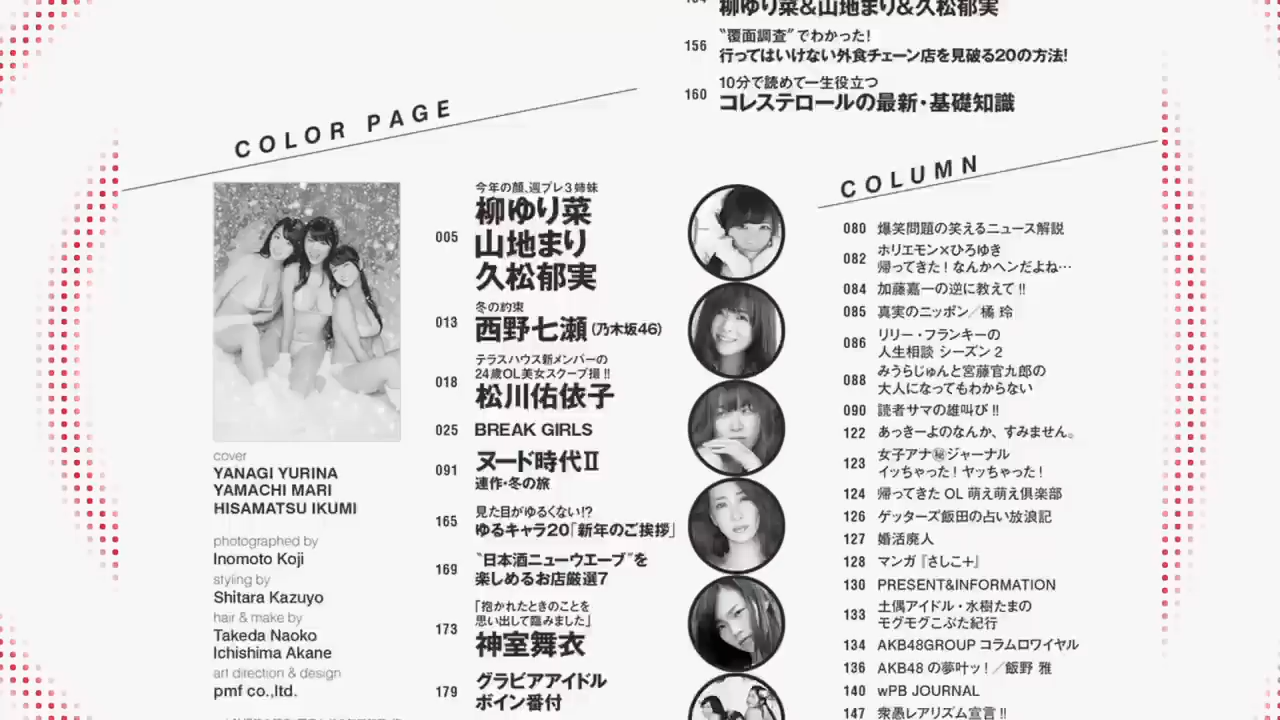 柳ゆり菜&山地まり&久松郁実
156
“覆面調査”でわかった!
行ってはいけない外食チェーン店を見破る20の方法!
160
10分で読めて一生役立つ
コレステロールの最新・基礎知識
COLOR PAGE
cover
YANAGI YURINA
YAMACHI MARI
HISAMATSU IKUMI
photographed by
Inomoto Koji
styling by
Shitara Kazuyo
hair & make by
Takeda Naoko
Ichishima Akane
art direction & design
pmf co.,ltd.
005
今年の顔、週プレ3姉妹
柳ゆり菜
山地まり
久松郁実
013
冬の約束
西野七瀬(乃木坂46)
018
テラスハウス新メンバーの
24歳OL美女スクープ撮!!
松川佑依子
025 BREAK GIRLS
091
ヌード時代Ⅱ
連作・冬の旅
165
見た目がゆるくない!?
ゆるキャラ20「新年のご挨拶」
169
“日本酒ニューウエーブ”を
楽しめるお店厳選7
173
「抱かれたときのことを
思い出して臨みました」
神室舞衣
179
グラビアアイドル
ボイン番付
COLUMN
080 爆笑問題の笑えるニュース解説
082 ホリエモン×ひろゆき
帰ってきた!なんかヘンだよね…
084 加藤嘉一の逆に教えて!!
085 真実のニッポン/橘 玲
086 リリー・フランキーの
人生相談 シーズン2
088 みうらじゅんと宮藤官九郎の
大人になってもわからない
090 読者サマの雄叫び!!
122 あっきーよのなんか、すみません。
123 女子アナ㊙ジャーナル
イッちゃった!ヤッちゃった!
124 帰ってきたOL萌え萌え倶楽部
126 ゲッターズ飯田の占い放浪記
127 婚活廃人
128 マンガ『さしこ+』
130 PRESENT&INFORMATION
133 土偶アイドル・水樹たまの
モグモグこぶた紀行
134 AKB48GROUP コラムロワイヤル
136 AKB48の夢叶ッ!/飯野 雅
140 wPB JOURNAL
147 衆愚レアリズム宣言!!